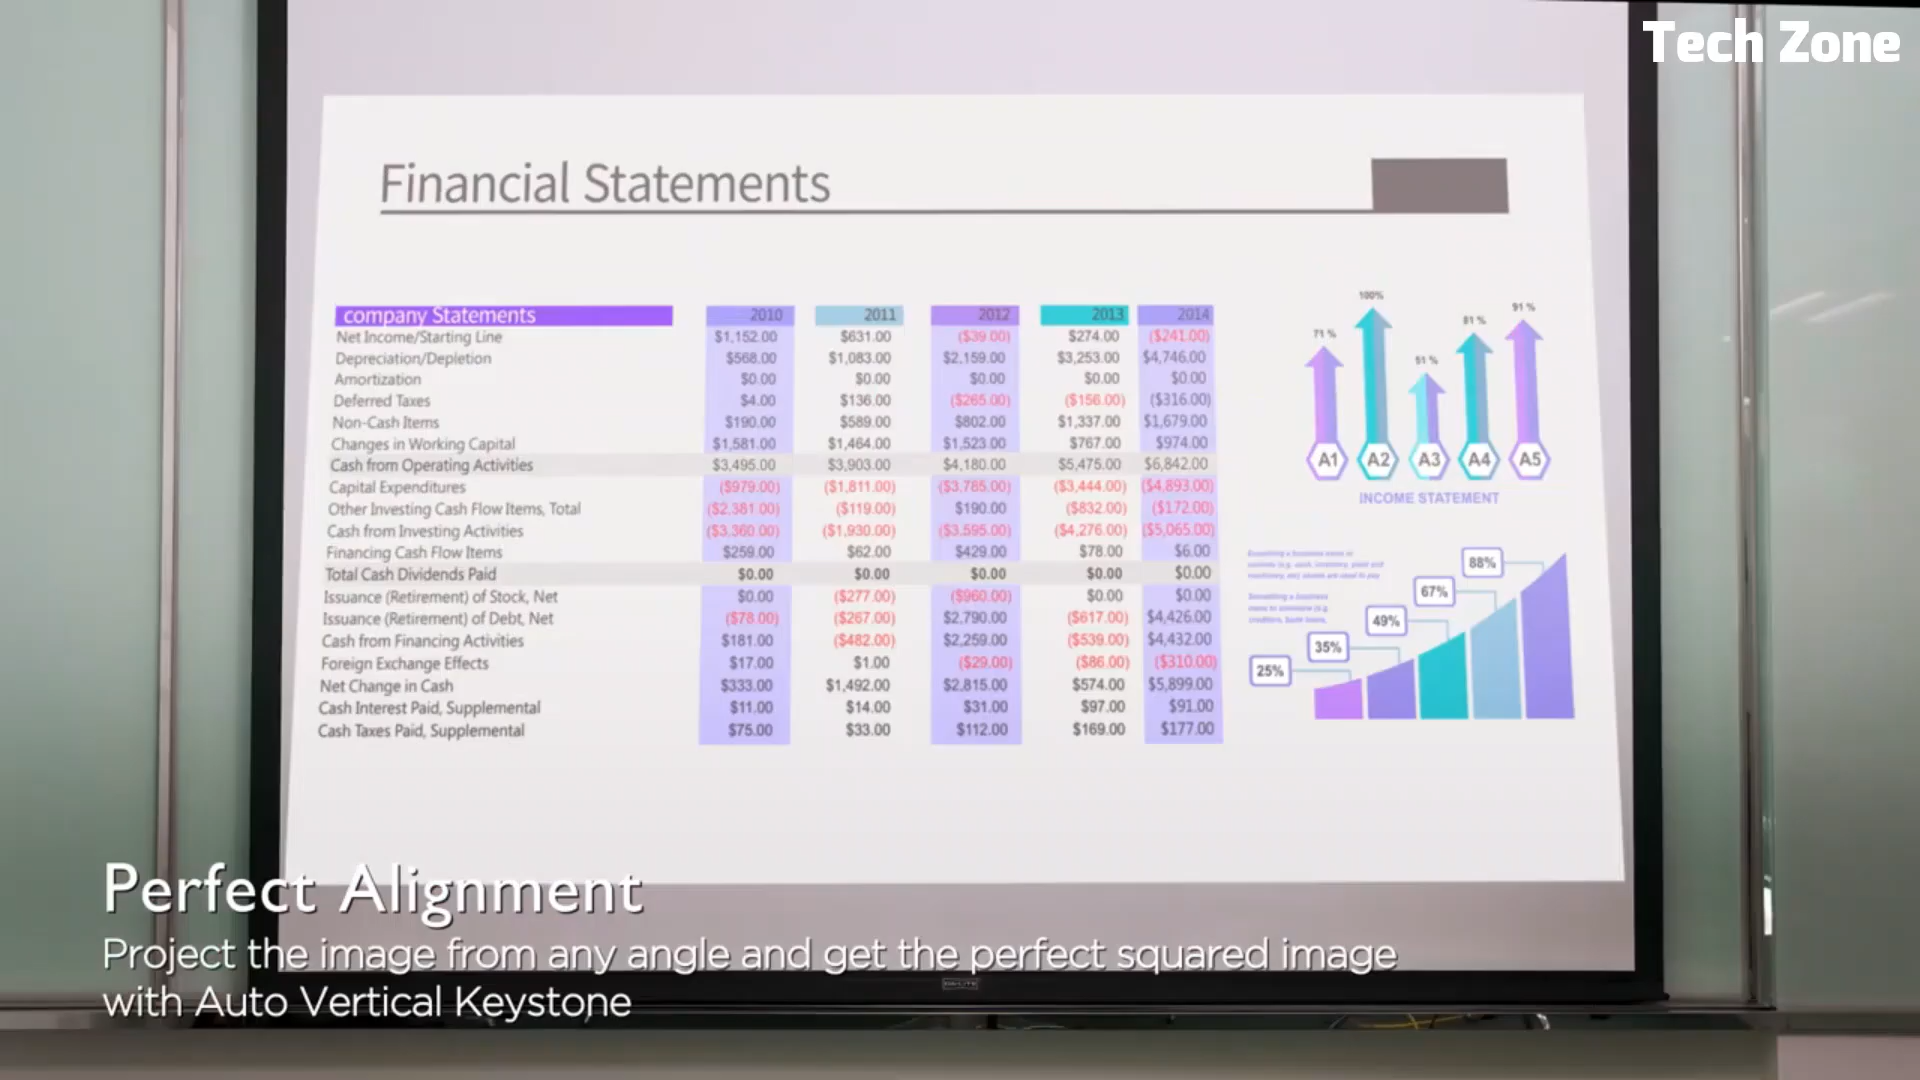 Tech Zone
Financial Statements
company Statements 2010 2011 2012 2013 2014
Net Income/Starting Line $1,152.00 $631.00 ($39.00) $274.00 ($241.00)
Depreciation/Depletion $568.00 $1,083.00 $2,159.00 $3,253.00 $4,746.00
Amortization $0.00 $0.00 $0.00 $0.00 $0.00
Deferred Taxes $4.00 $136.00 ($265.00) ($156.00) ($316.00)
Non-Cash Items $190.00 $589.00 $802.00 $1,337.00 $1,679.00
Changes in Working Capital $1,581.00 $1,464.00 $1,523.00 $767.00 $974.00
Cash from Operating Activities $3,495.00 $3,903.00 $4,180.00 $5,475.00 $6,842.00
Capital Expenditures ($979.00) ($1,811.00) ($3,785.00) ($3,444.00) ($4,893.00)
Other Investing Cash Flow Items, Total ($2,381.00) ($119.00) $190.00 ($832.00) ($172.00)
Cash from Investing Activities ($3,360.00) ($1,930.00) ($3,595.00) ($4,276.00) ($5,065.00)
Financing Cash Flow Items $259.00 $62.00 $429.00 $78.00 $6.00
Total Cash Dividends Paid $0.00 $0.00 $0.00 $0.00 $0.00
Issuance (Retirement) of Stock, Net $0.00 ($277.00) ($960.00) $0.00 $0.00
Issuance (Retirement) of Debt, Net ($78.00) ($267.00) $2,790.00 ($617.00) $4,426.00
Cash from Financing Activities $181.00 ($482.00) $2,259.00 ($539.00) $4,432.00
Foreign Exchange Effects $17.00 $1.00 ($29.00) ($86.00) ($310.00)
Net Change in Cash $333.00 $1,492.00 $2,815.00 $574.00 $5,899.00
Cash Interest Paid, Supplemental $11.00 $14.00 $31.00 $97.00 $91.00
Cash Taxes Paid, Supplemental $75.00 $33.00 $112.00 $169.00 $177.00
71 % 100% 51 % 81 % 91 %
A1 A2 A3 A4 A5
INCOME STATEMENT
25% 35% 49% 67% 88%
Perfect Alignment
Project the image from any angle and get the perfect squared image
with Auto Vertical Keystone